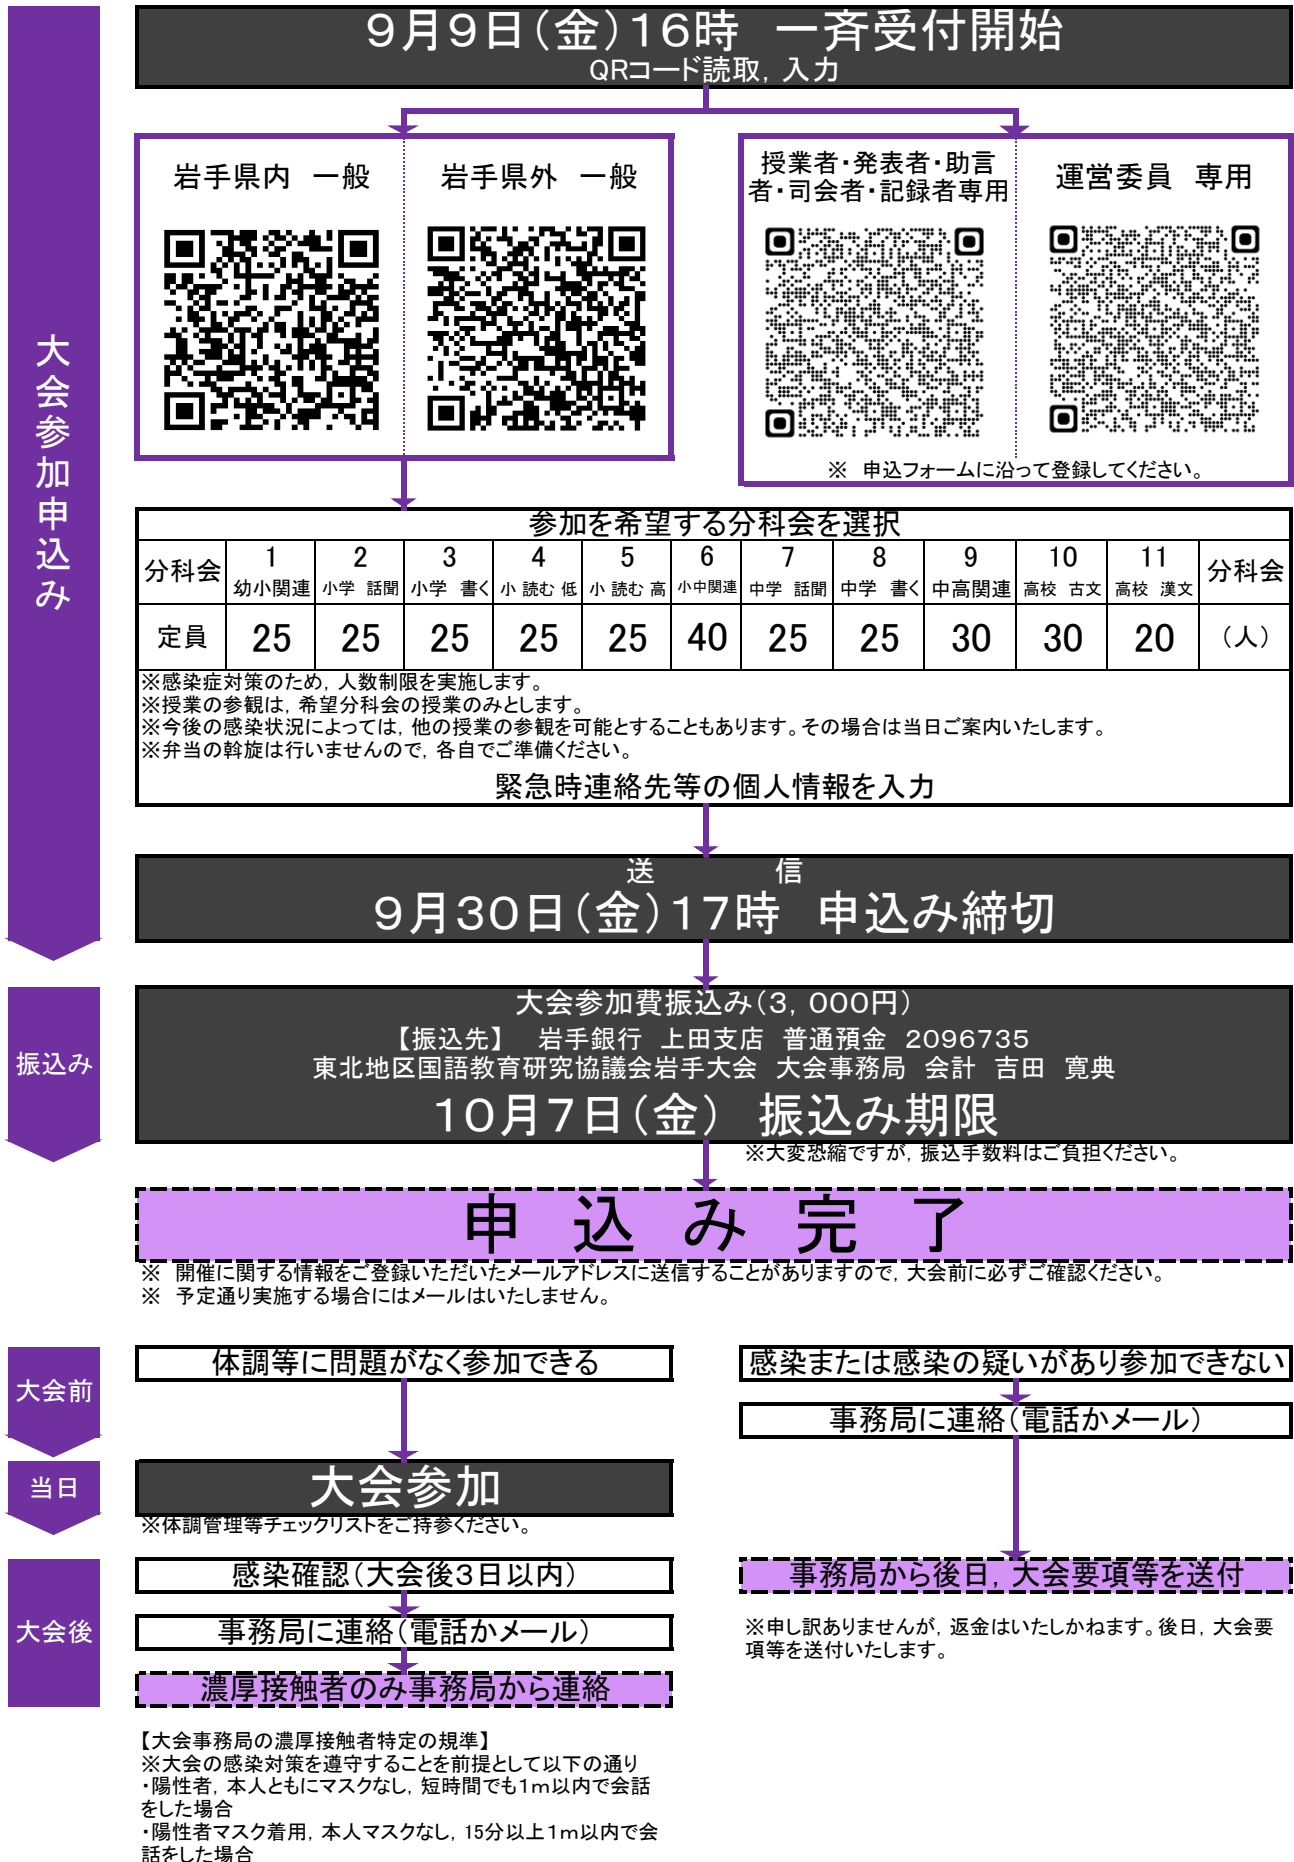 9月9日(金)16時　一斉受付開始
QRコード読取，入力
大会参加申込み
岩手県内　一般
岩手県外　一般
授業者・発表者・助言
者・司会者・記録者専用
運営委員　専用
※　申込フォームに沿って登録してください。
参加を希望する分科会を選択
分科会 1 2 3 4 5 6 7 8 9 10 11 分科会
幼小関連 小学　話聞 小学　書く 小 読む 低 小 読む 高 小中関連 中学　話聞 中学　書く 中高関連 高校　古文 高校　漢文
定員 25 25 25 25 25 40 25 25 30 30 20 （人）
※感染症対策のため，人数制限を実施します。
※授業の参観は，希望分科会の授業のみとします。
※今後の感染状況によっては，他の授業の参観を可能とすることもあります。その場合は当日ご案内いたします。
※弁当の斡旋は行いませんので，各自でご準備ください。
緊急時連絡先等の個人情報を入力
送　　　　信
9月30日(金)17時　申込み締切
振込み
大会参加費振込み(3，000円)
【振込先】　岩手銀行　上田支店　普通預金　2096735
東北地区国語教育研究協議会岩手大会　大会事務局　会計　吉田　寛典
10月7日(金)　振込み期限
※大変恐縮ですが，振込手数料はご負担ください。
申　込　み　完　了
※　開催に関する情報をご登録いただいたメールアドレスに送信することがありますので，大会前に必ずご確認ください。
※　予定通り実施する場合にはメールはいたしません。
大会前
体調等に問題がなく参加できる
感染または感染の疑いがあり参加できない
事務局に連絡(電話かメール)
当日
大会参加
※体調管理等チェックリストをご持参ください。
大会後
感染確認(大会後3日以内)
事務局に連絡(電話かメール)
濃厚接触者のみ事務局から連絡
事務局から後日，大会要項等を送付
※申し訳ありませんが，返金はいたしかねます。後日，大会要
項等を送付いたします。
【大会事務局の濃厚接触者特定の規準】
※大会の感染対策を遵守することを前提として以下の通り
・陽性者，本人ともにマスクなし，短時間でも1m以内で会話
をした場合
・陽性者マスク着用，本人マスクなし，15分以上1m以内で会
話をした場合